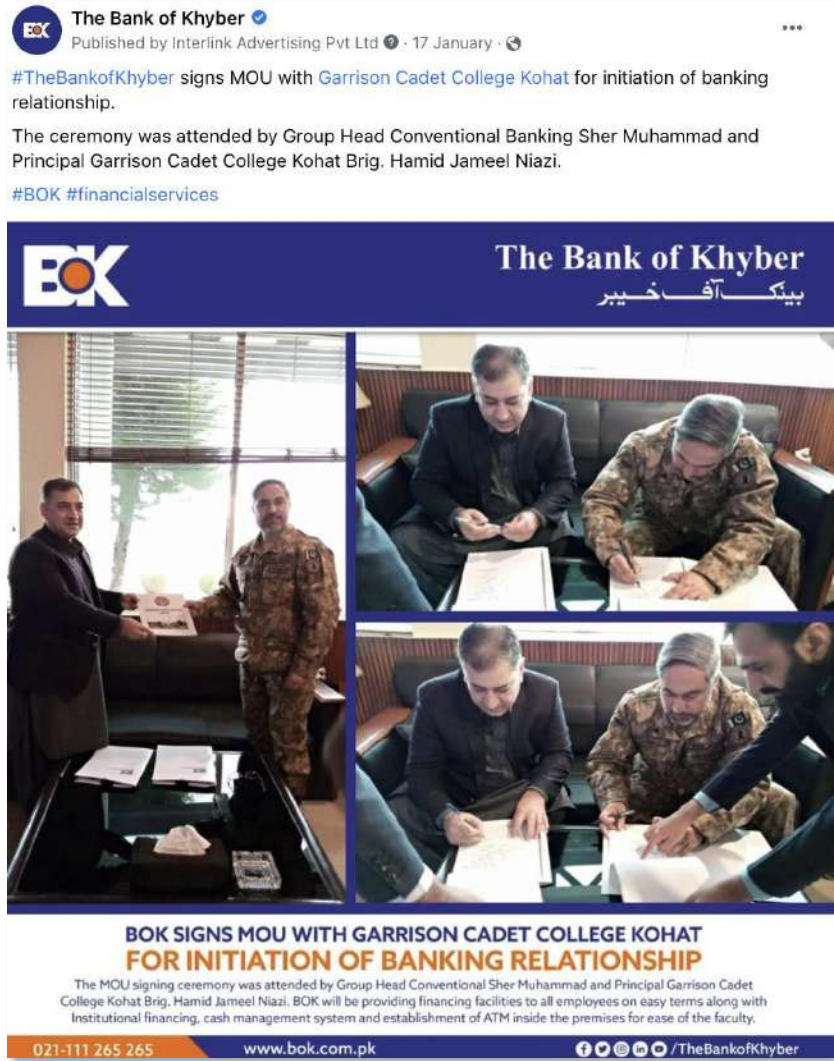 BOK
The Bank of Khyber
Published by Interlink Advertising Pvt Ltd · 17 January ·
#TheBankofKhyber signs MOU with Garrison Cadet College Kohat for initiation of banking
relationship.
The ceremony was attended by Group Head Conventional Banking Sher Muhammad and
Principal Garrison Cadet College Kohat Brig. Hamid Jameel Niazi.
#BOK #financialservices
BOK
The Bank of Khyber
بینک آف خیبر
BOK SIGNS MOU WITH GARRISON CADET COLLEGE KOHAT
FOR INITIATION OF BANKING RELATIONSHIP
The MOU signing ceremony was attended by Group Head Conventional Sher Muhammad and Principal Garrison Cadet
College Kohat Brig. Hamid Jameel Niazi. BOK will be providing financing facilities to all employees on easy terms along with
Institutional financing, cash management system and establishment of ATM inside the premises for ease of the faculty.
021-111 265 265
www.bok.com.pk
/TheBankofKhyber